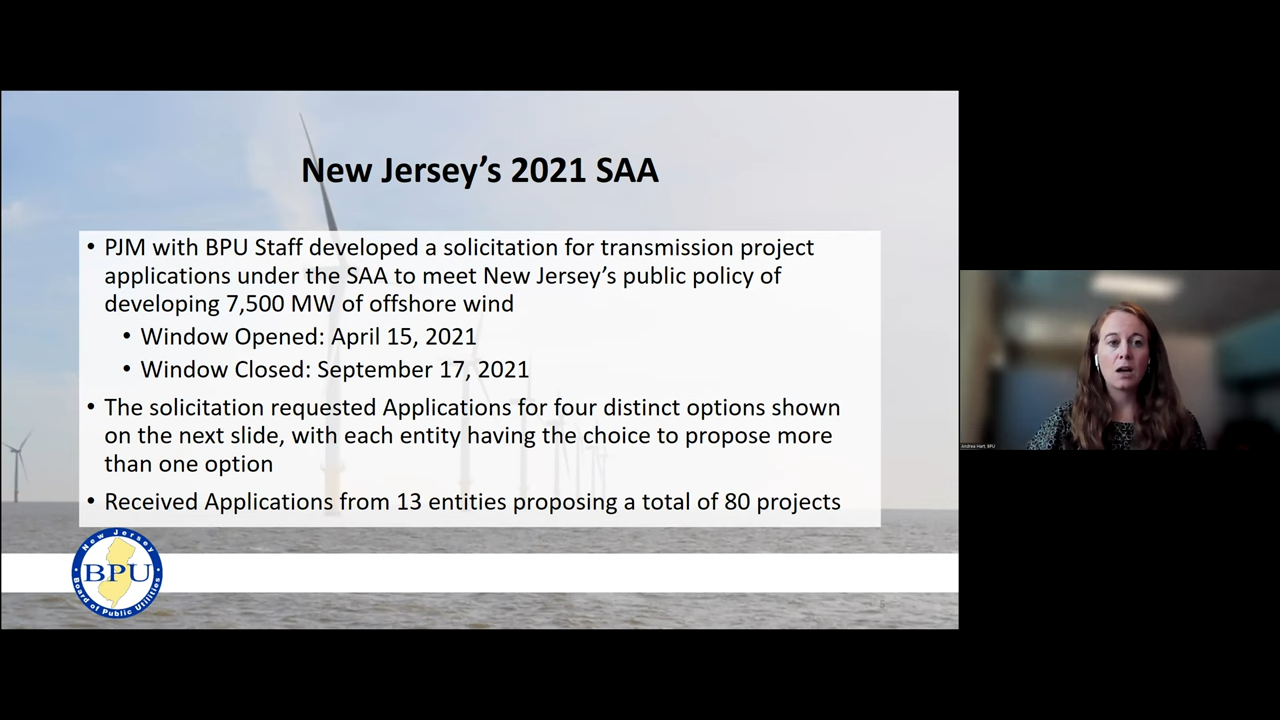 New Jersey’s 2021 SAA
• PJM with BPU Staff developed a solicitation for transmission project
applications under the SAA to meet New Jersey’s public policy of
developing 7,500 MW of offshore wind
• Window Opened: April 15, 2021
• Window Closed: September 17, 2021
• The solicitation requested Applications for four distinct options shown
on the next slide, with each entity having the choice to propose more
than one option
• Received Applications from 13 entities proposing a total of 80 projects
New Jersey
BPU
Board of Public Utilities
Andrea Hart, BPU